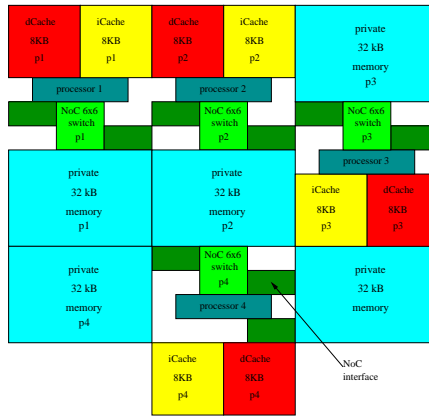 dCache
8KB
p1
iCache
8KB
p1
dCache
8KB
p2
iCache
8KB
p2
private
32 kB
memory
p3
processor 1
processor 2
NoC 6x6
switch
p1
NoC 6x6
switch
p2
NoC 6x6
switch
p3
processor 3
private
32 kB
memory
p1
private
32 kB
memory
p2
iCache
8KB
p3
dCache
8KB
p3
private
32 kB
memory
p4
NoC 6x6
switch
p4
processor 4
private
32 kB
memory
iCache
8KB
p4
dCache
8KB
p4
NoC
interface